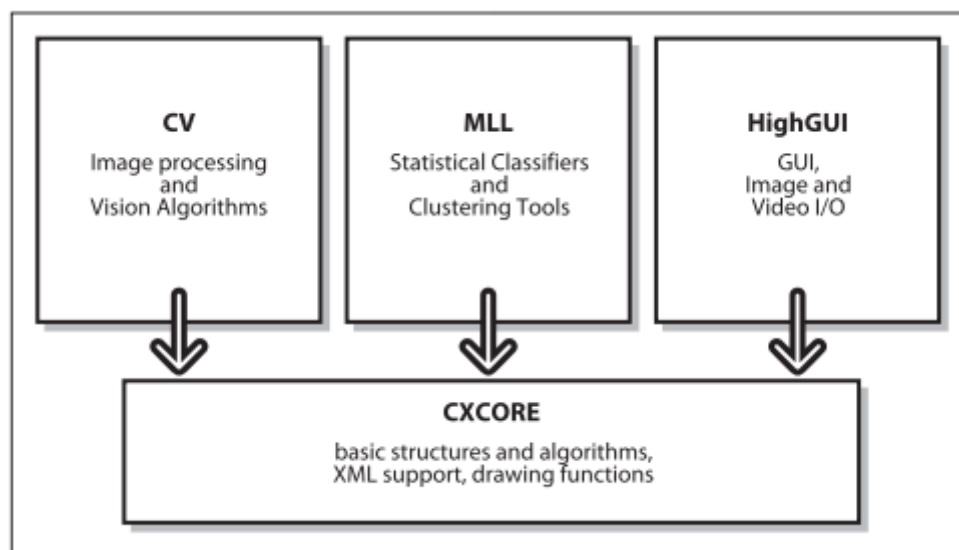 CV
Image processing
and
Vision Algorithms
MLL
Statistical Classifiers
and
Clustering Tools
HighGUI
GUI,
Image and
Video I/O
CXCORE
basic structures and algorithms,
XML support, drawing functions